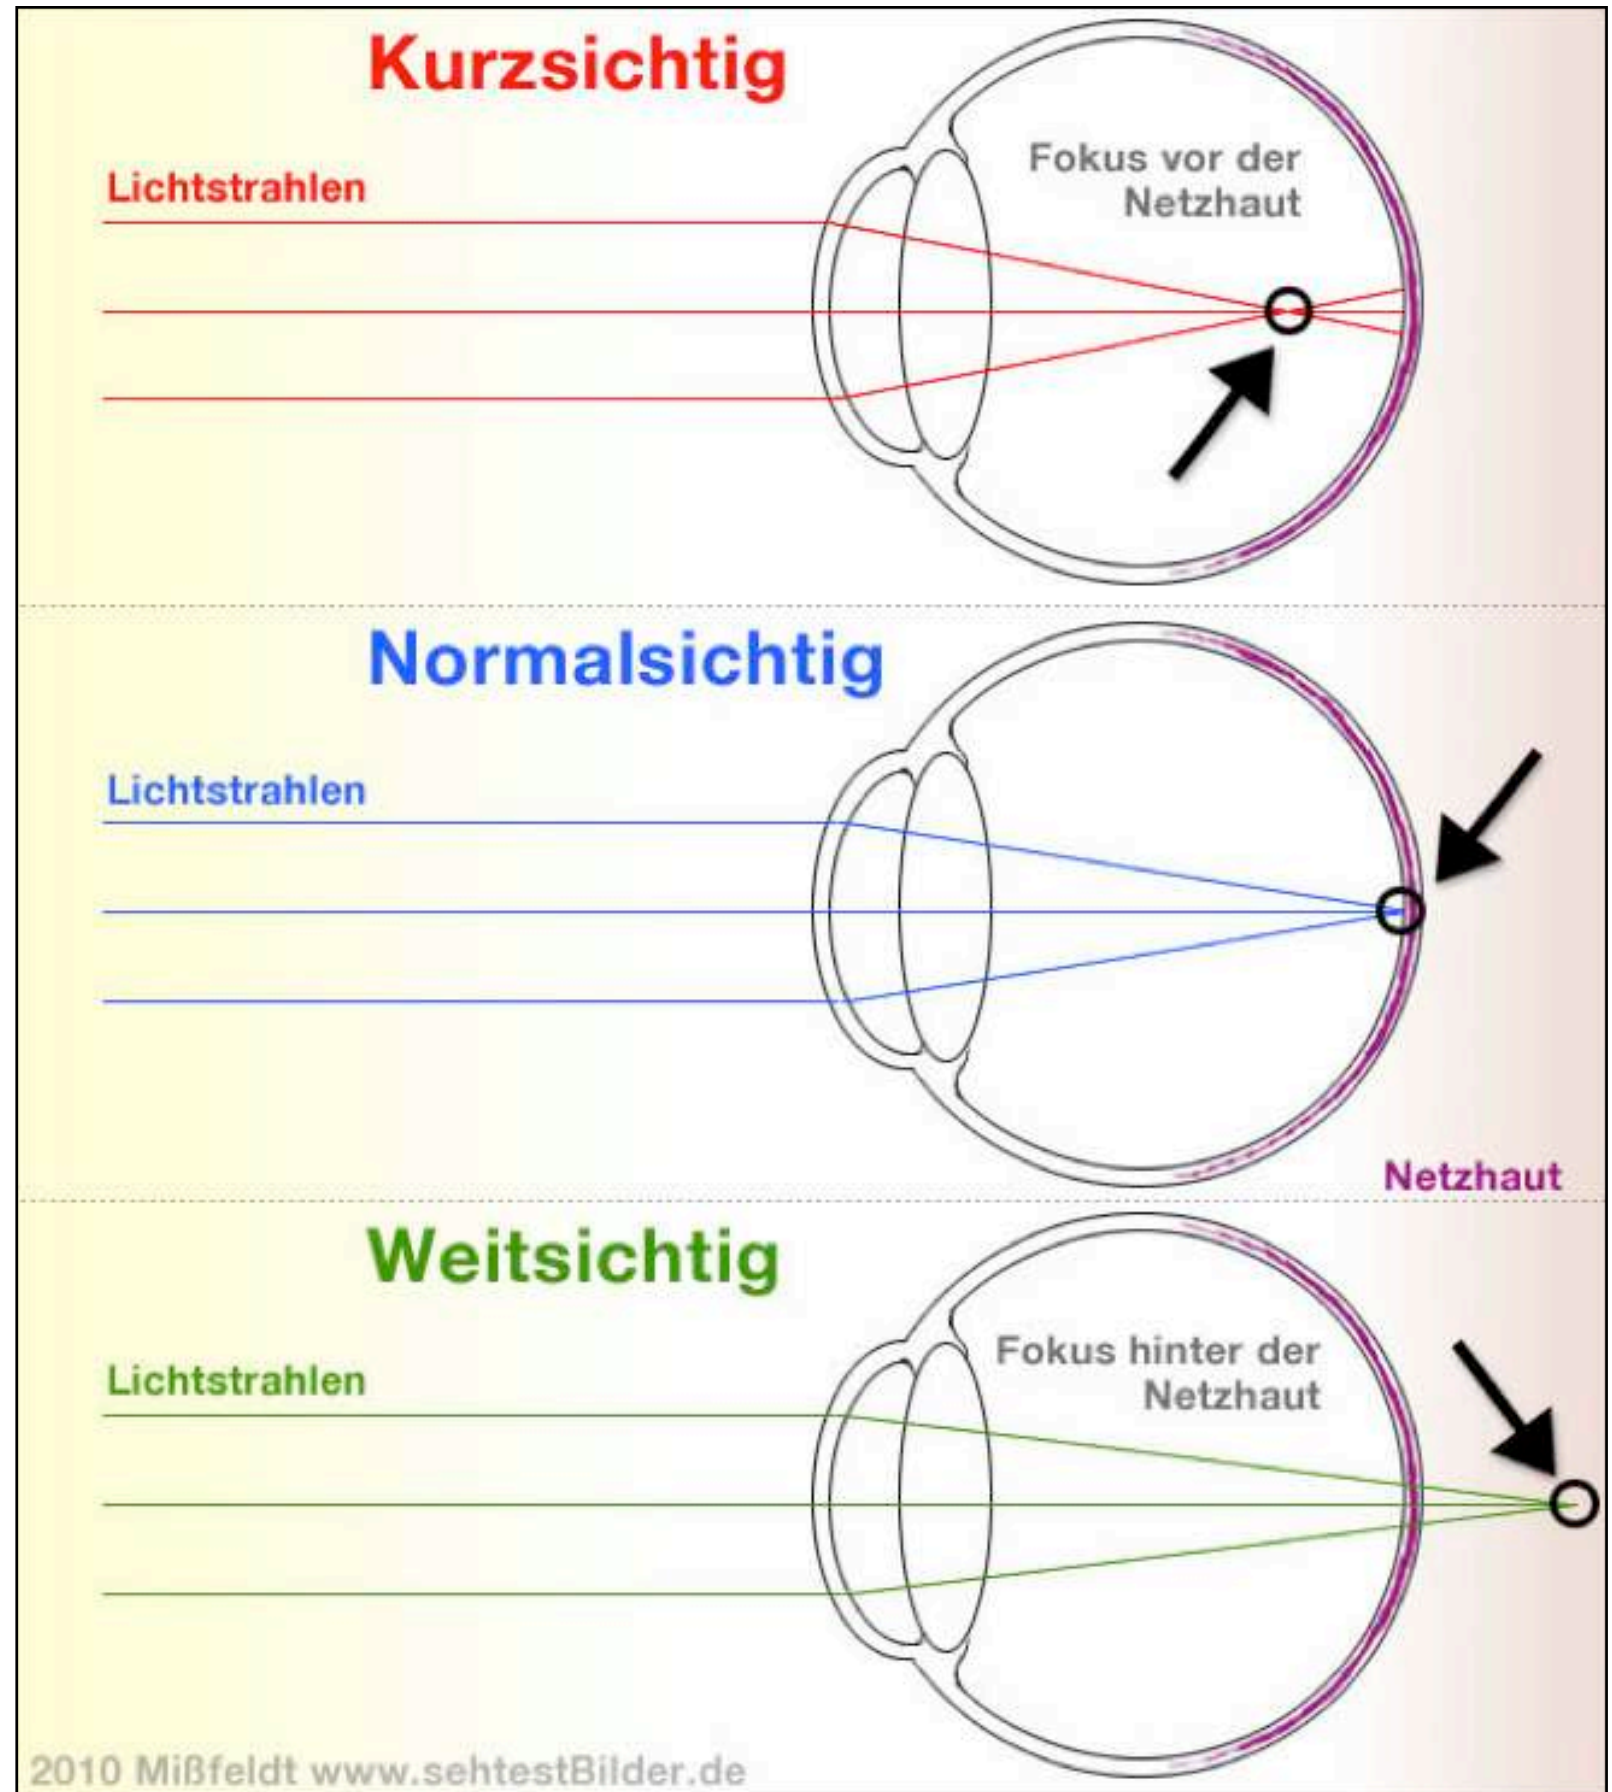 Kurzsichtig
Lichtstrahlen
Fokus vor der
Netzhaut
Normalsichtig
Lichtstrahlen
Netzhaut
Weitsichtig
Lichtstrahlen
Fokus hinter der
Netzhaut
2010 Mißfeldt www.sehtestBilder.de